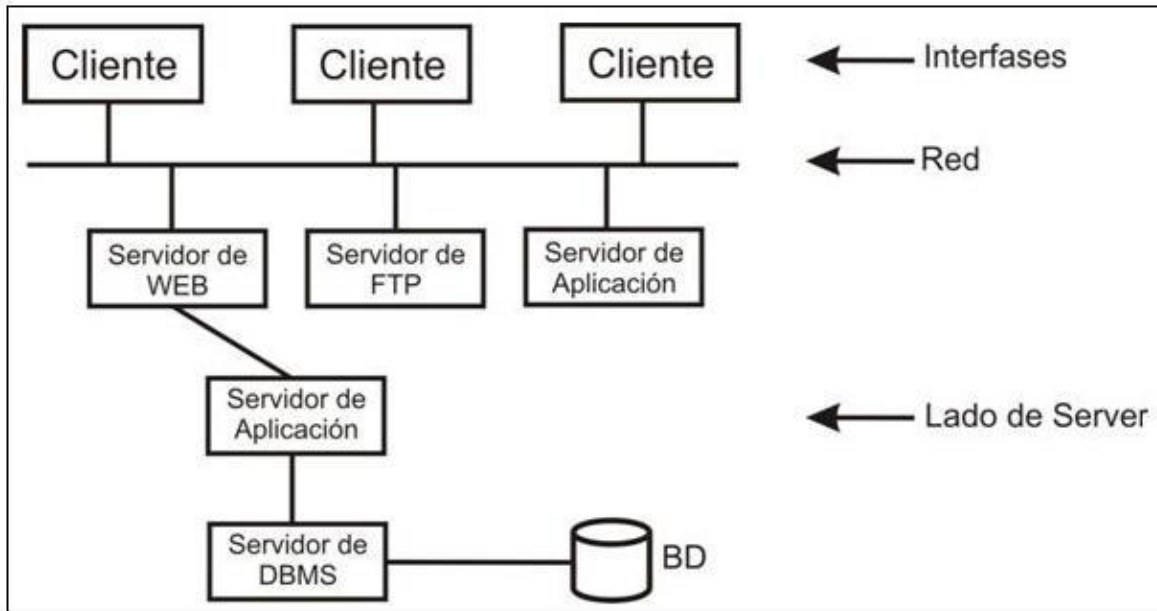 Cliente
Cliente
Cliente
Interfases
Red
Servidor de
WEB
Servidor de
FTP
Servidor de
Aplicación
Servidor de
Aplicación
Lado de Server
Servidor de
DBMS
BD